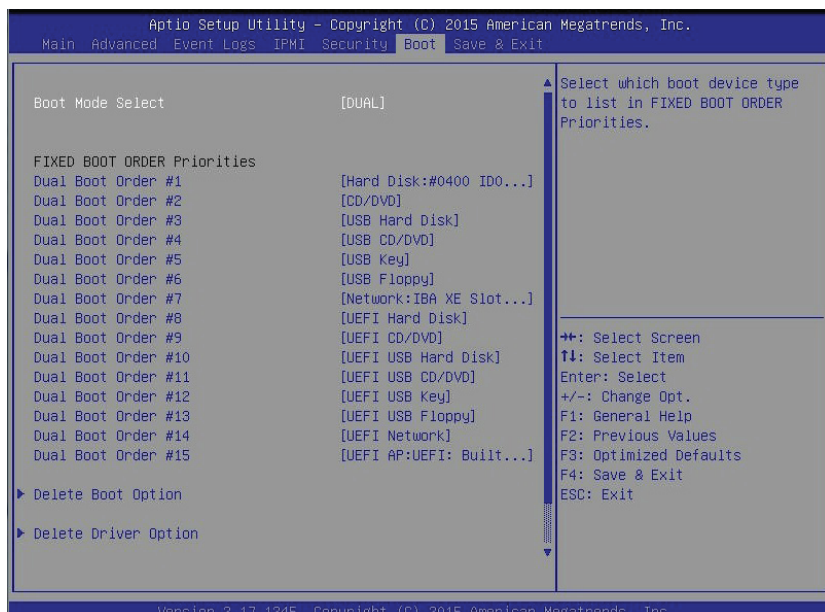 Aptio Setup Utility – Copyright (C) 2015 American Megatrends, Inc.
Main Advanced Event Logs IPMI Security Boot Save & Exit
Boot Mode Select [DUAL]
FIXED BOOT ORDER Priorities
Dual Boot Order #1 [Hard Disk:#0400 ID0...]
Dual Boot Order #2 [CD/DVD]
Dual Boot Order #3 [USB Hard Disk]
Dual Boot Order #4 [USB CD/DVD]
Dual Boot Order #5 [USB Key]
Dual Boot Order #6 [USB Floppy]
Dual Boot Order #7 [Network:IBA XE Slot...]
Dual Boot Order #8 [UEFI Hard Disk]
Dual Boot Order #9 [UEFI CD/DVD]
Dual Boot Order #10 [UEFI USB Hard Disk]
Dual Boot Order #11 [UEFI USB CD/DVD]
Dual Boot Order #12 [UEFI USB Key]
Dual Boot Order #13 [UEFI USB Floppy]
Dual Boot Order #14 [UEFI Network]
Dual Boot Order #15 [UEFI AP:UEFI: Built...]
Delete Boot Option
Delete Driver Option
Select which boot device type
to list in FIXED BOOT ORDER
Priorities.
→←: Select Screen
↑↓: Select Item
Enter: Select
+/-: Change Opt.
F1: General Help
F2: Previous Values
F3: Optimized Defaults
F4: Save & Exit
ESC: Exit
Version 2.17.1245. Copyright (C) 2015 American Megatrends, Inc.